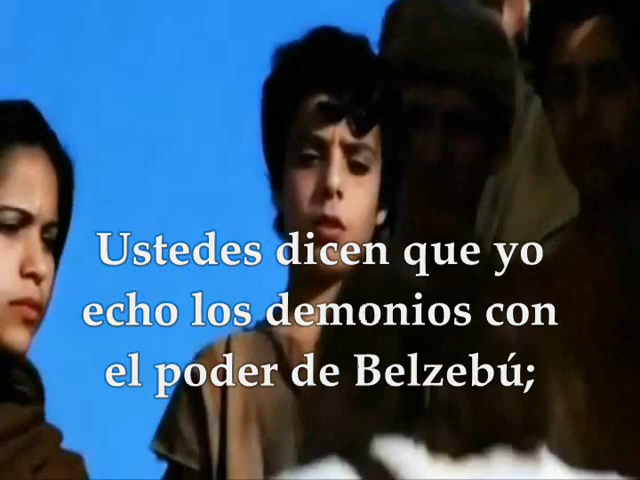 Ustedes dicen que yo
echo los demonios con
el poder de Belzebú;